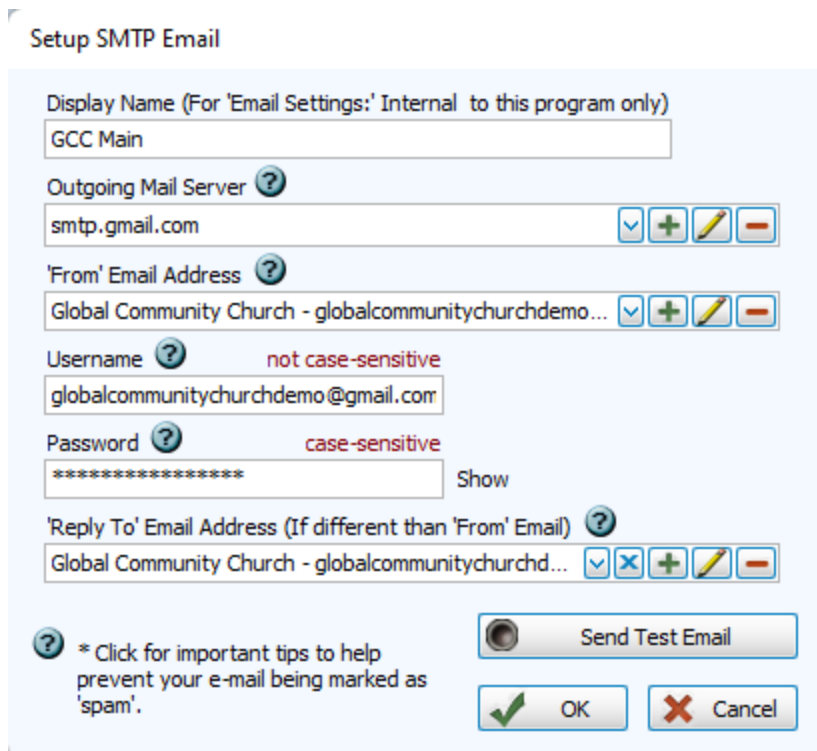 Setup SMTP Email
Display Name (For 'Email Settings:' Internal to this program only)
GCC Main
Outgoing Mail Server ?
smtp.gmail.com
'From' Email Address ?
Global Community Church - globalcommunitychurchdemo...
Username ? not case-sensitive
globalcommunitychurchdemo@gmail.com
Password ? case-sensitive
**************** Show
'Reply To' Email Address (If different than 'From' Email) ?
Global Community Church - globalcommunitychurchd...
Send Test Email
? * Click for important tips to help
prevent your e-mail being marked as
'spam'.
OK Cancel